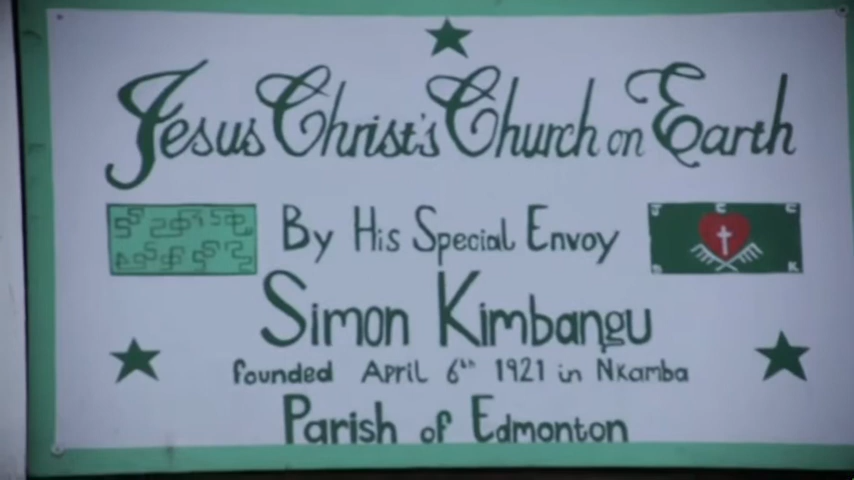 Jesus Christ's Church on Earth
By His Special Envoy
J C C
S K
Simon Kimbangu
founded April 6th 1921 in Nkamba
Parish of Edmonton